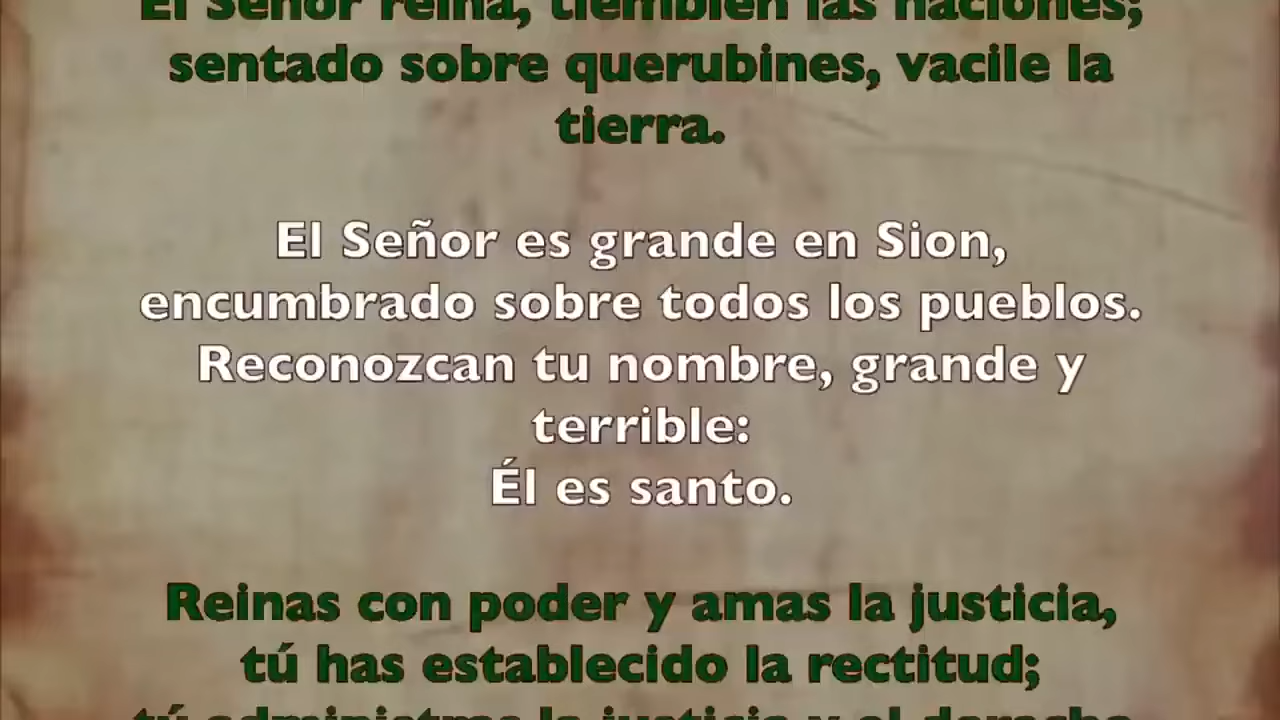 El Señor reina, tiemblen las naciones;
sentado sobre querubines, vacile la
tierra.
El Señor es grande en Sion,
encumbrado sobre todos los pueblos.
Reconozcan tu nombre, grande y
terrible:
Él es santo.
Reinas con poder y amas la justicia,
tú has establecido la rectitud;
tú administras la justicia y el derecho